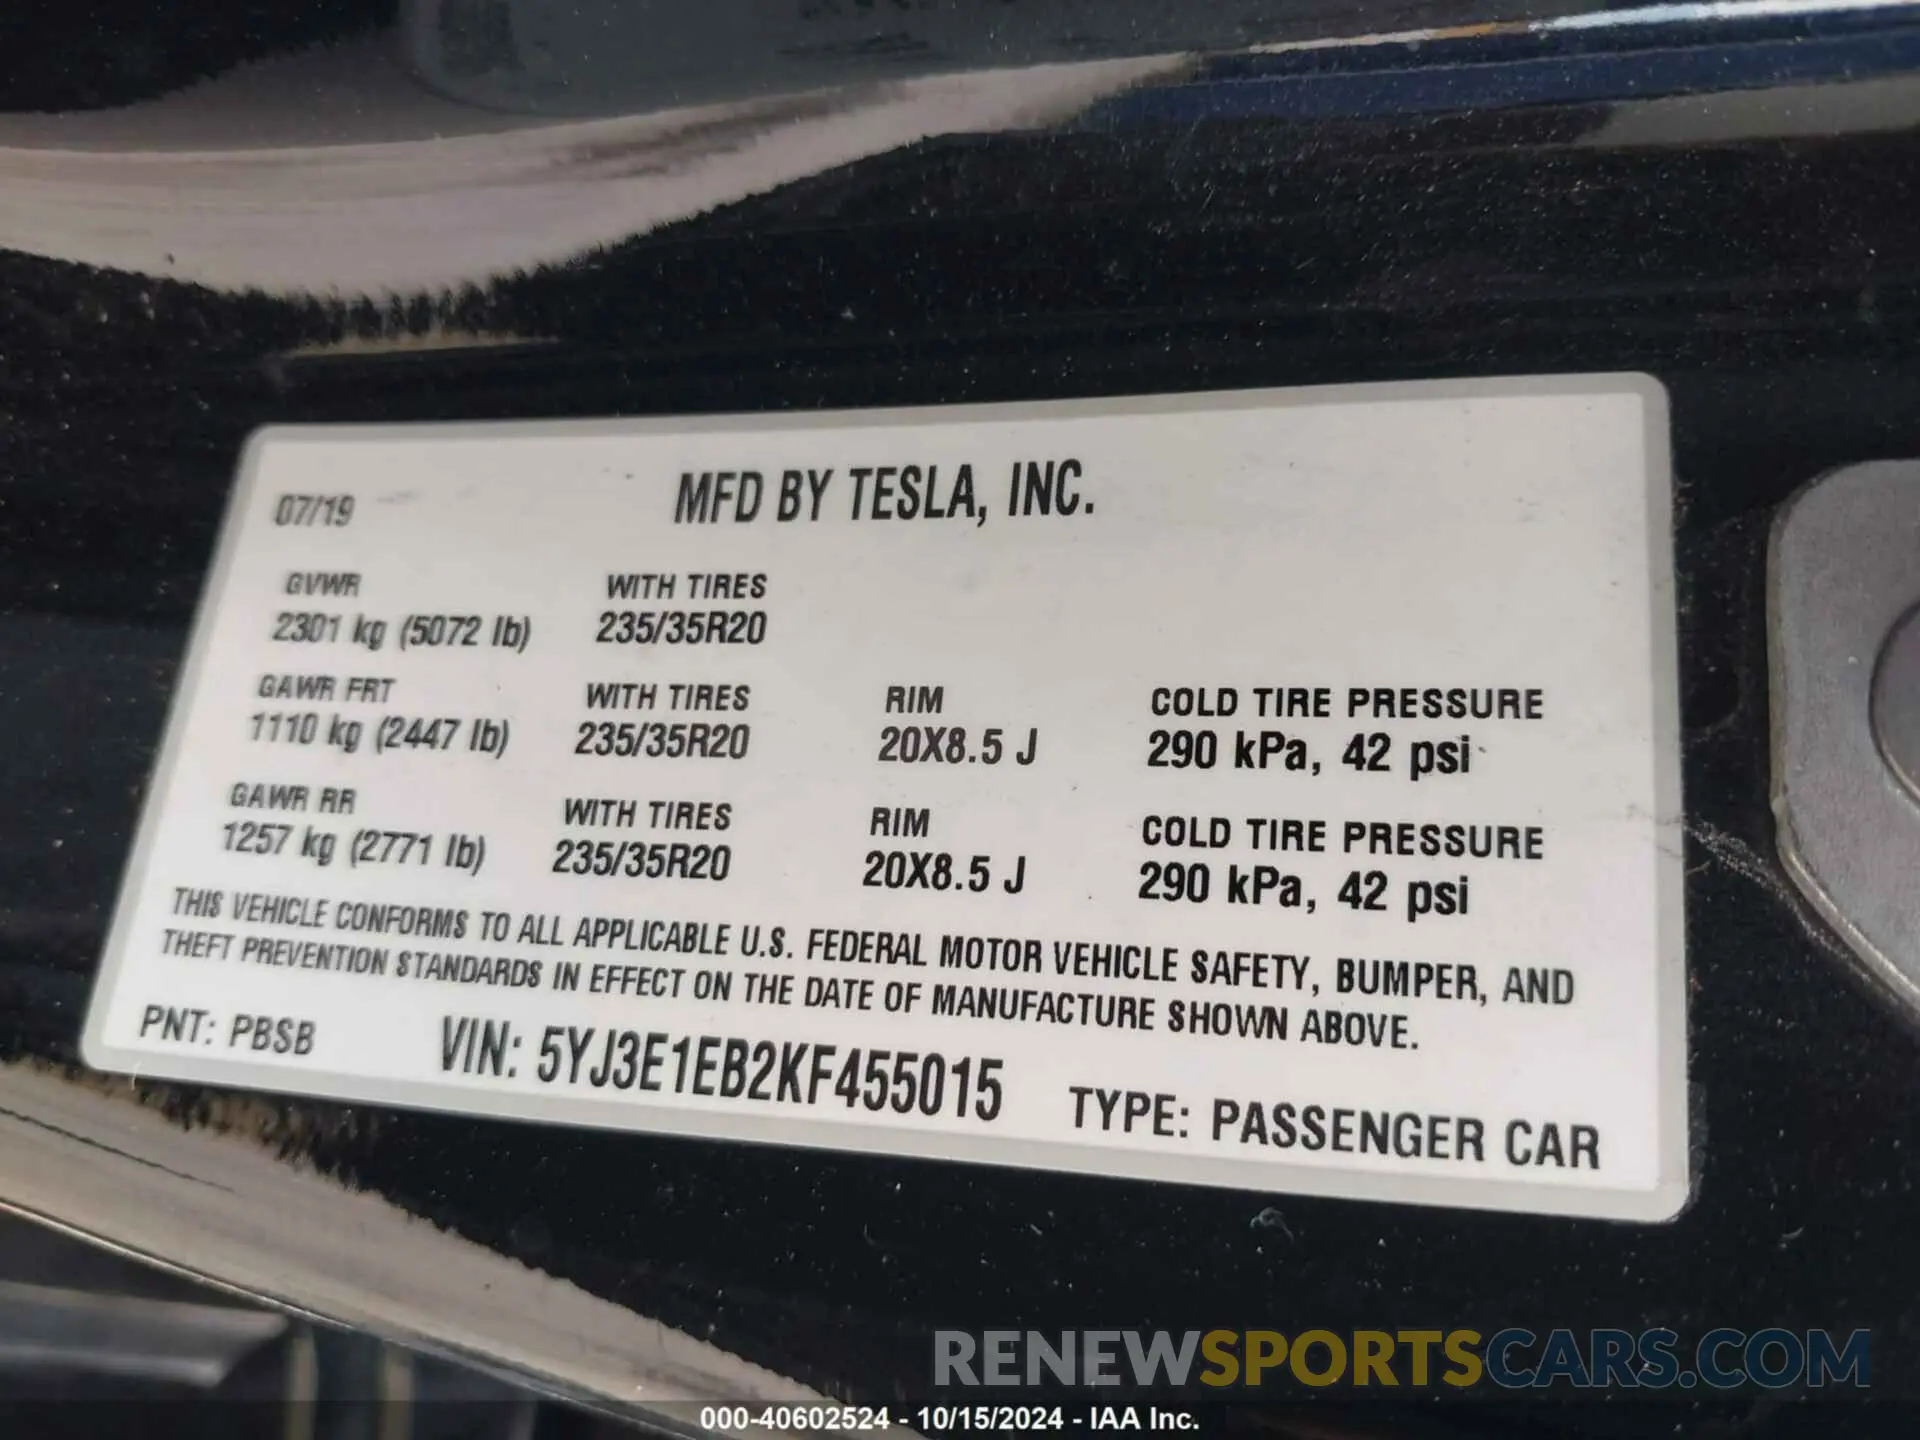 07/19 MFD BY TESLA, INC.
GVWR WITH TIRES
2301 kg (5072 lb) 235/35R20
GAWR FRT WITH TIRES RIM COLD TIRE PRESSURE
1110 kg (2447 lb) 235/35R20 20X8.5 J 290 kPa, 42 psi
GAWR RR WITH TIRES RIM COLD TIRE PRESSURE
1257 kg (2771 lb) 235/35R20 20X8.5 J 290 kPa, 42 psi
THIS VEHICLE CONFORMS TO ALL APPLICABLE U.S. FEDERAL MOTOR VEHICLE SAFETY, BUMPER, AND
THEFT PREVENTION STANDARDS IN EFFECT ON THE DATE OF MANUFACTURE SHOWN ABOVE.
PNT: PBSB VIN: 5YJ3E1EB2KF455015 TYPE: PASSENGER CAR
RENEWSPORTSCARS.COM
000-40602524 - 10/15/2024 - IAA Inc.